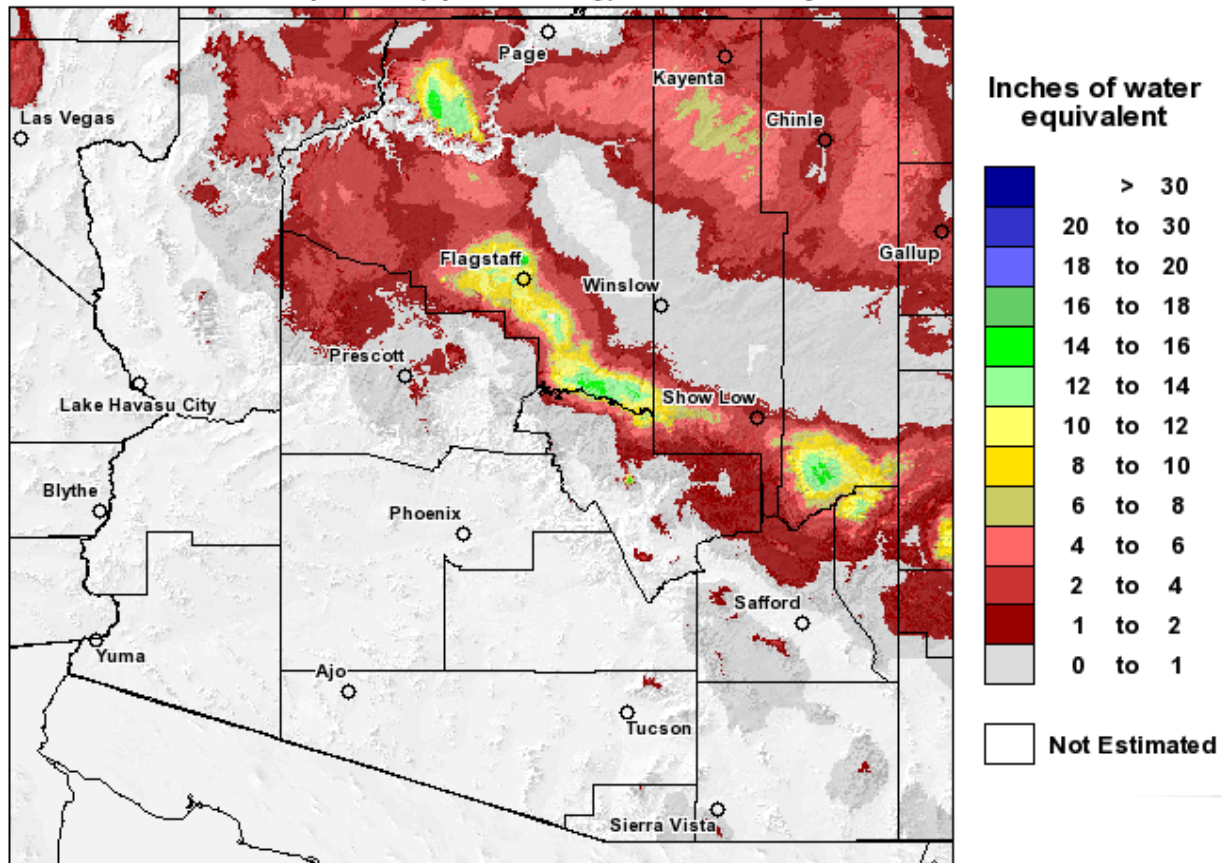 Page
Kayenta
Las Vegas
Chinle
Gallup
Flagstaff
Winslow
Prescott
Lake Havasu City
Show Low
Blythe
Phoenix
Safford
Yuma
Ajo
Tucson
Sierra Vista
Inches of water
equivalent
> 30
20 to 30
18 to 20
16 to 18
14 to 16
12 to 14
10 to 12
8 to 10
6 to 8
4 to 6
2 to 4
1 to 2
0 to 1
Not Estimated